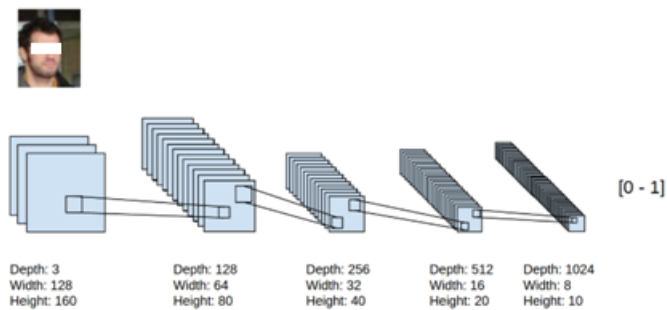 [0 - 1]
Depth: 3
Width: 128
Height: 160
Depth: 128
Width: 64
Height: 80
Depth: 256
Width: 32
Height: 40
Depth: 512
Width: 16
Height: 20
Depth: 1024
Width: 8
Height: 10